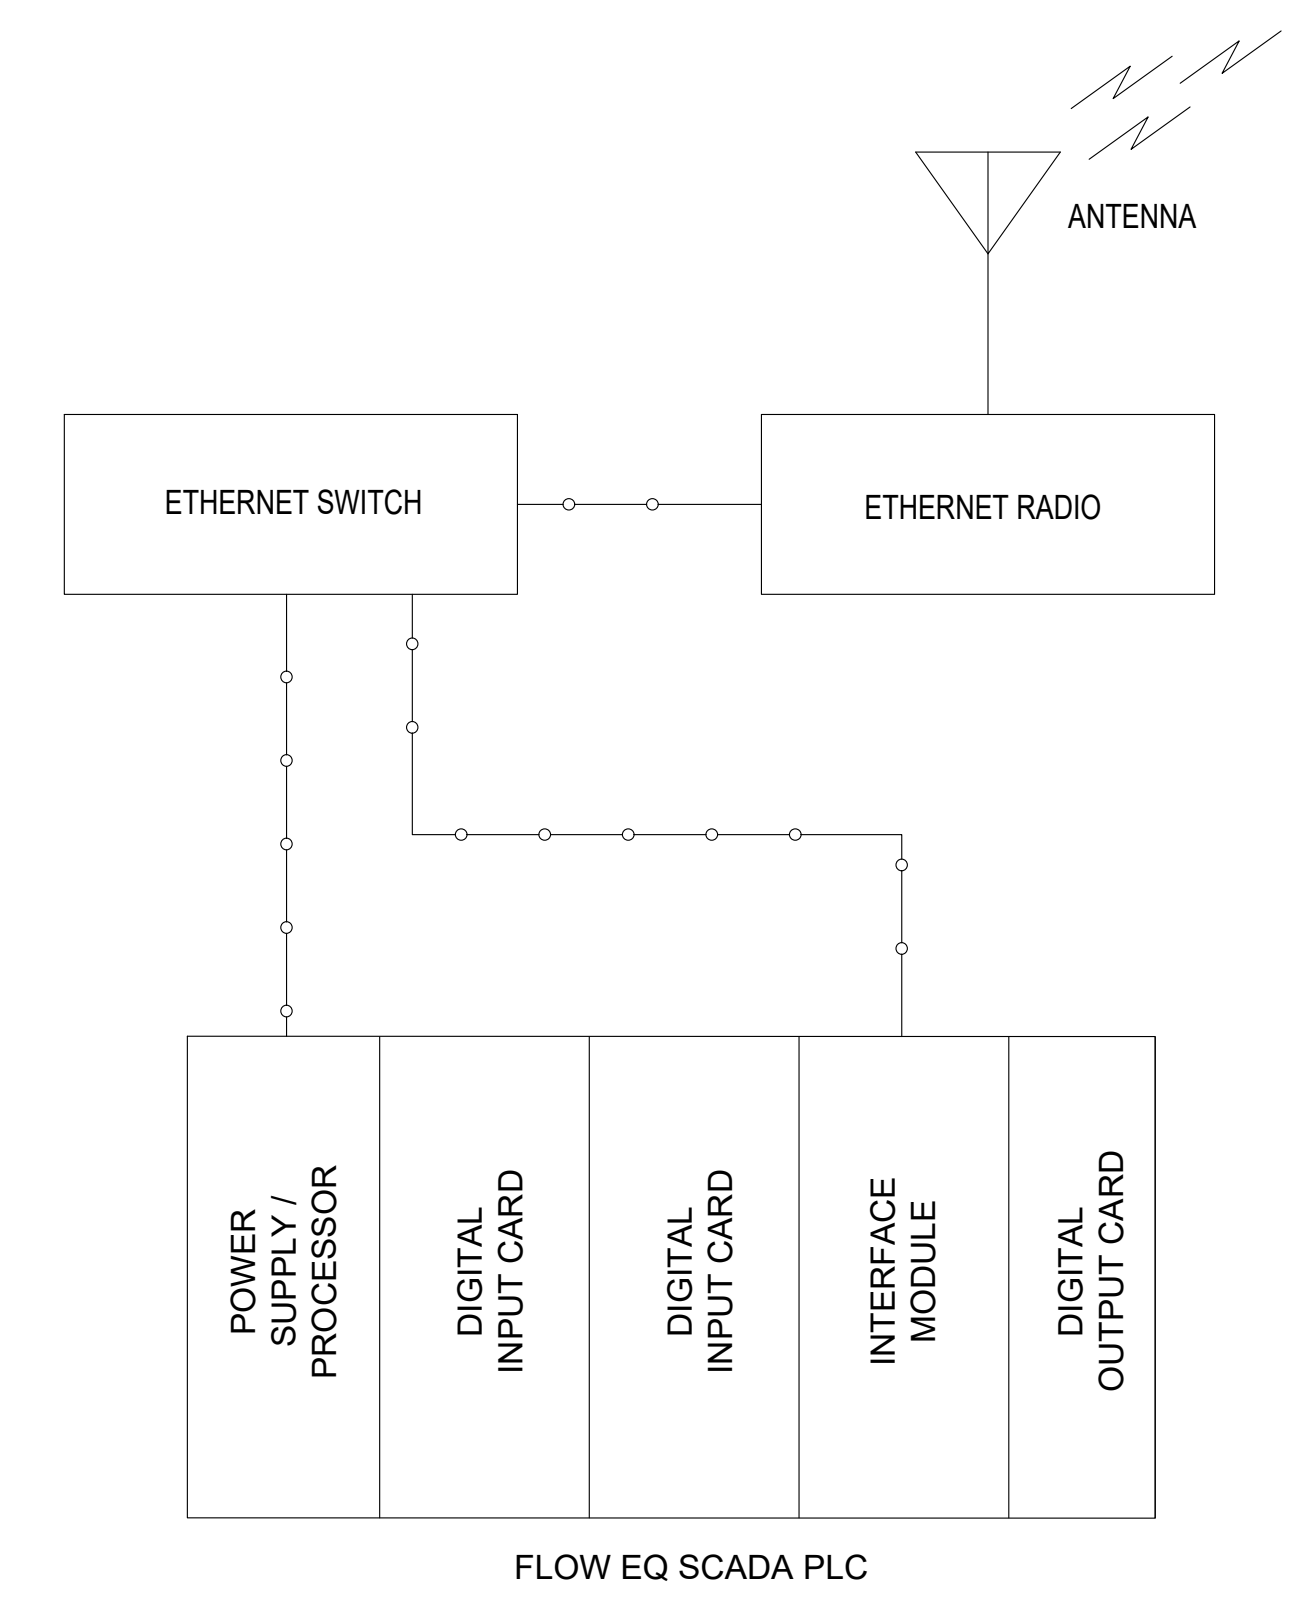 ANTENNA
ETHERNET SWITCH
ETHERNET RADIO
POWER
SUPPLY /
PROCESSOR
DIGITAL
INPUT CARD
DIGITAL
INPUT CARD
INTERFACE
MODULE
DIGITAL
OUTPUT CARD
FLOW EQ SCADA PLC